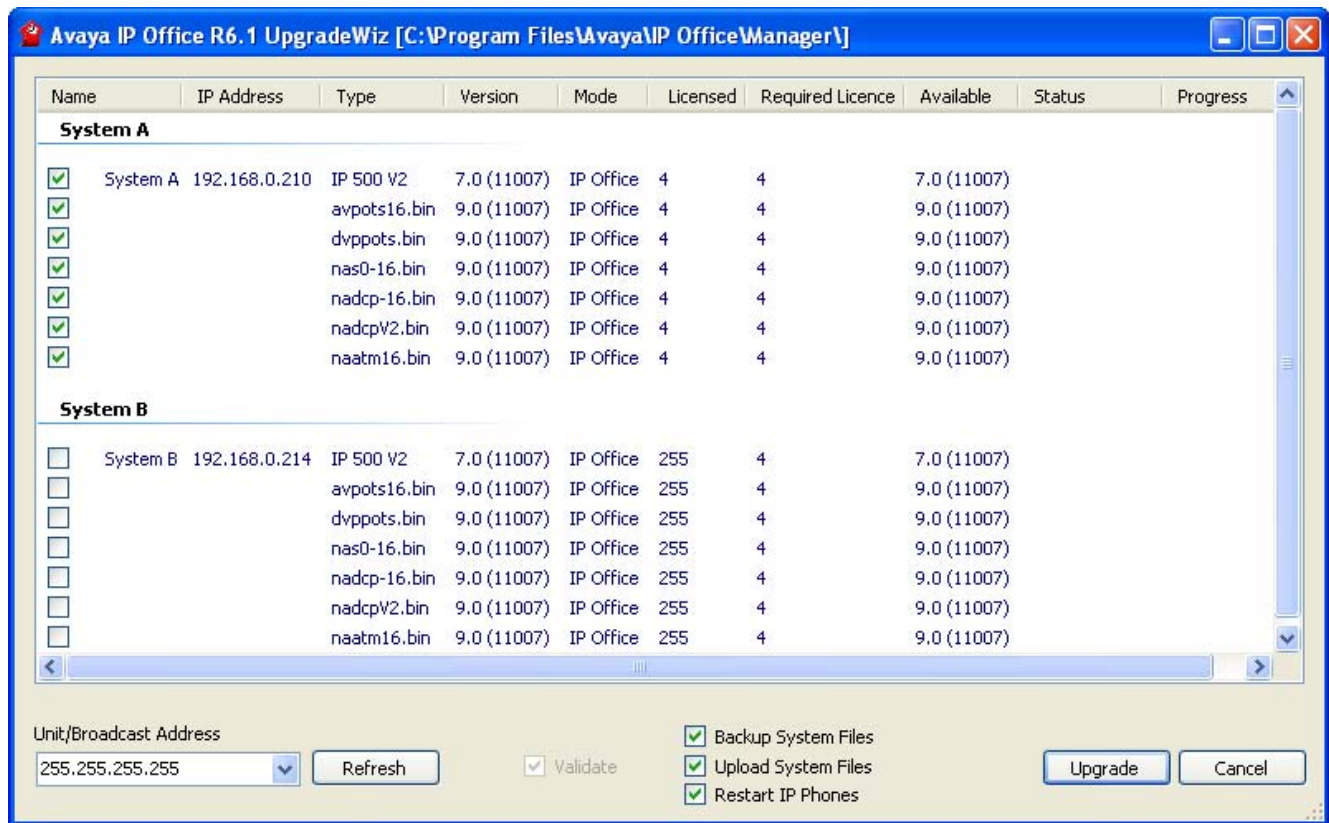 Avaya IP Office R6.1 UpgradeWiz [C:\Program Files\Avaya\IP Office\Manager\]
Name IP Address Type Version Mode Licensed Required Licence Available Status Progress
System A
System A 192.168.0.210 IP 500 V2 7.0 (11007) IP Office 4 4 7.0 (11007)
avpots16.bin 9.0 (11007) IP Office 4 4 9.0 (11007)
dvppots.bin 9.0 (11007) IP Office 4 4 9.0 (11007)
nas0-16.bin 9.0 (11007) IP Office 4 4 9.0 (11007)
nadcp-16.bin 9.0 (11007) IP Office 4 4 9.0 (11007)
nadcpV2.bin 9.0 (11007) IP Office 4 4 9.0 (11007)
naatm16.bin 9.0 (11007) IP Office 4 4 9.0 (11007)
System B
System B 192.168.0.214 IP 500 V2 7.0 (11007) IP Office 255 4 7.0 (11007)
avpots16.bin 9.0 (11007) IP Office 255 4 9.0 (11007)
dvppots.bin 9.0 (11007) IP Office 255 4 9.0 (11007)
nas0-16.bin 9.0 (11007) IP Office 255 4 9.0 (11007)
nadcp-16.bin 9.0 (11007) IP Office 255 4 9.0 (11007)
nadcpV2.bin 9.0 (11007) IP Office 255 4 9.0 (11007)
naatm16.bin 9.0 (11007) IP Office 255 4 9.0 (11007)
Unit/Broadcast Address
255.255.255.255 Refresh Validate
Backup System Files
Upload System Files
Restart IP Phones
Upgrade Cancel